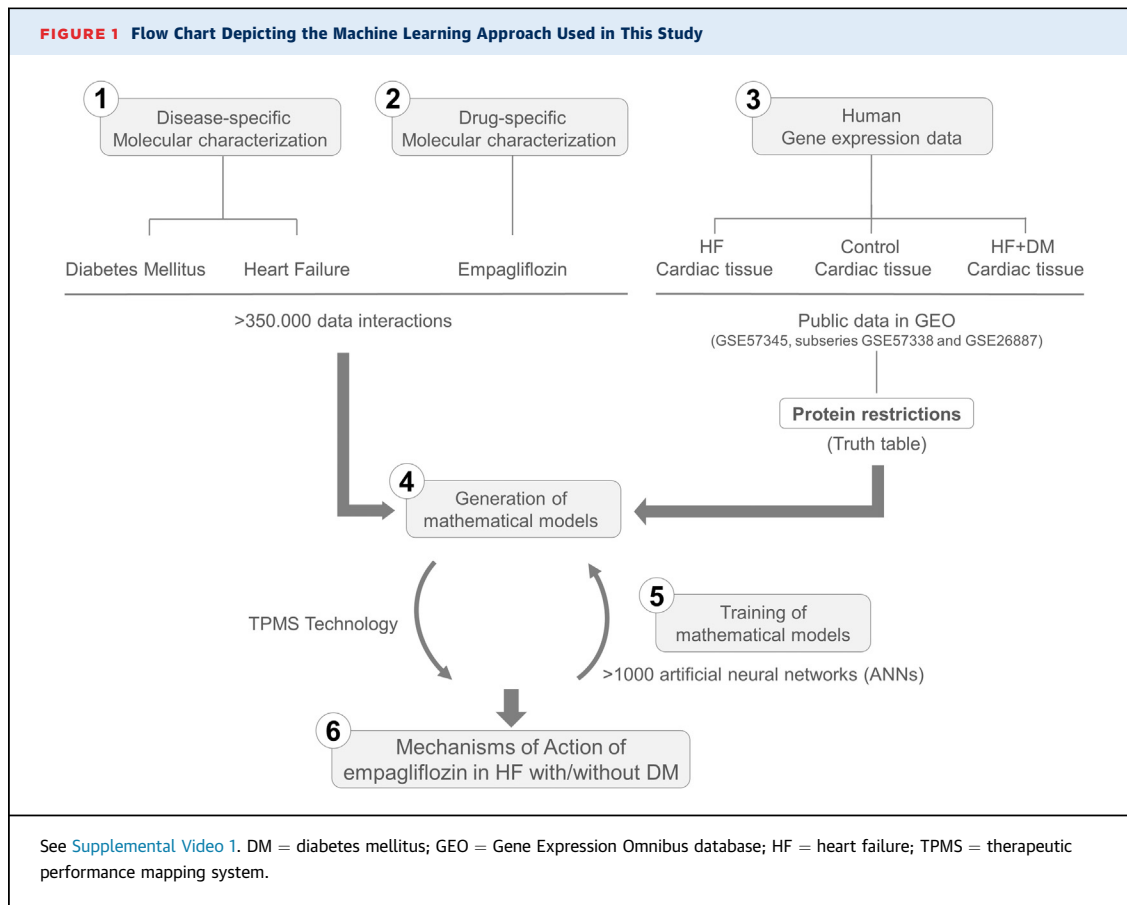 FIGURE 1 Flow Chart Depicting the Machine Learning Approach Used in This Study
1
Disease-specific
Molecular characterization
2
Drug-specific
Molecular characterization
3
Human
Gene expression data
Diabetes Mellitus
Heart Failure
Empagliflozin
HF
Cardiac tissue
Control
Cardiac tissue
HF+DM
Cardiac tissue
>350.000 data interactions
Public data in GEO
(GSE57345, subseries GSE57338 and GSE26887)
Protein restrictions
(Truth table)
4
Generation of
mathematical models
TPMS Technology
5
Training of
mathematical models
>1000 artificial neural networks (ANNs)
6
Mechanisms of Action of
empagliflozin in HF with/without DM
See Supplemental Video 1. DM = diabetes mellitus; GEO = Gene Expression Omnibus database; HF = heart failure; TPMS = therapeutic
performance mapping system.